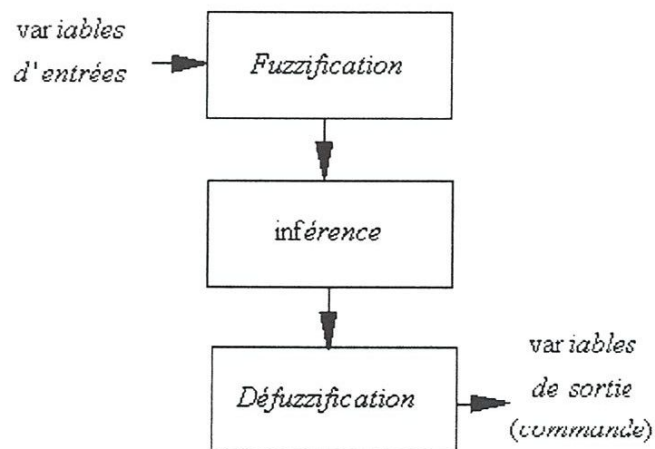 variables
d'entrées
Fuzzification
inférence
Défuzzification
variables
de sortie
(commande)